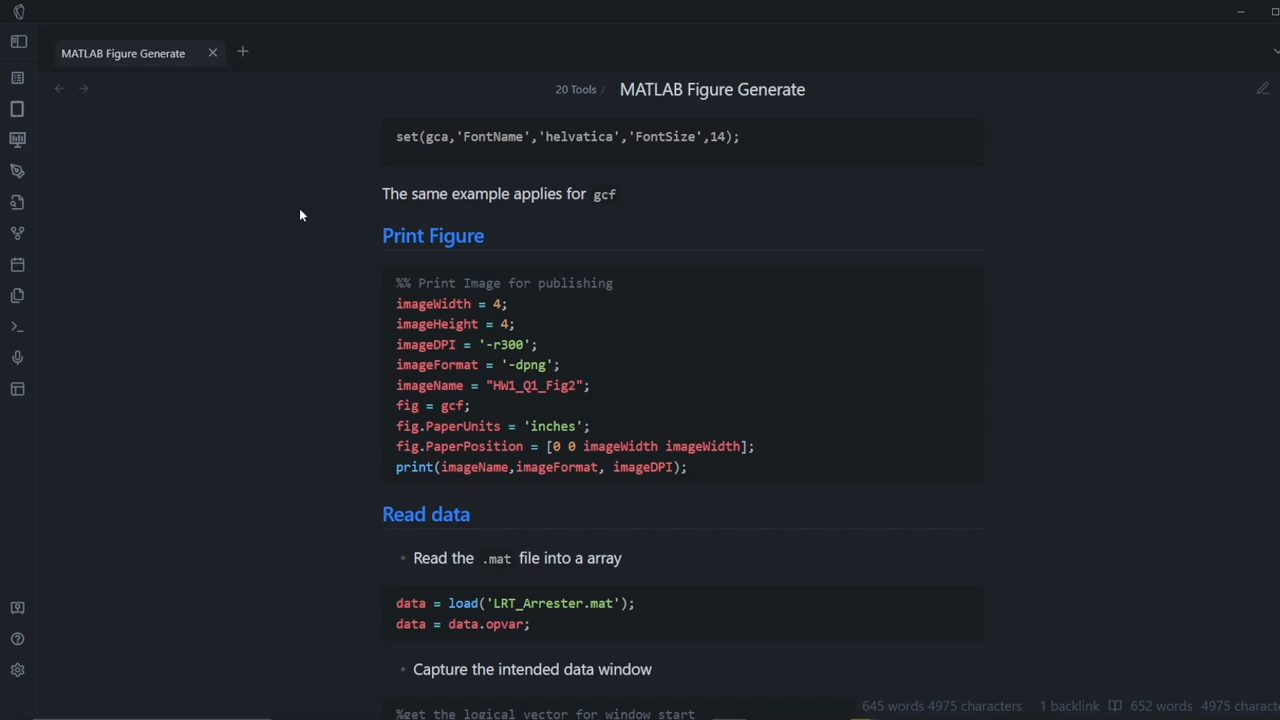 MATLAB Figure Generate
20 Tools / MATLAB Figure Generate
set(gca,'FontName','helvatica','FontSize',14);
The same example applies for gcf
Print Figure
%% Print Image for publishing
imageWidth = 4;
imageHeight = 4;
imageDPI = '-r300';
imageFormat = '-dpng';
imageName = "HW1_Q1_Fig2";
fig = gcf;
fig.PaperUnits = 'inches';
fig.PaperPosition = [0 0 imageWidth imageWidth];
print(imageName,imageFormat, imageDPI);
Read data
• Read the .mat file into a array
data = load('LRT_Arrester.mat');
data = data.opvar;
• Capture the intended data window
%get the logical vector for window start
645 words 4975 characters 1 backlink 652 words 4975 charact